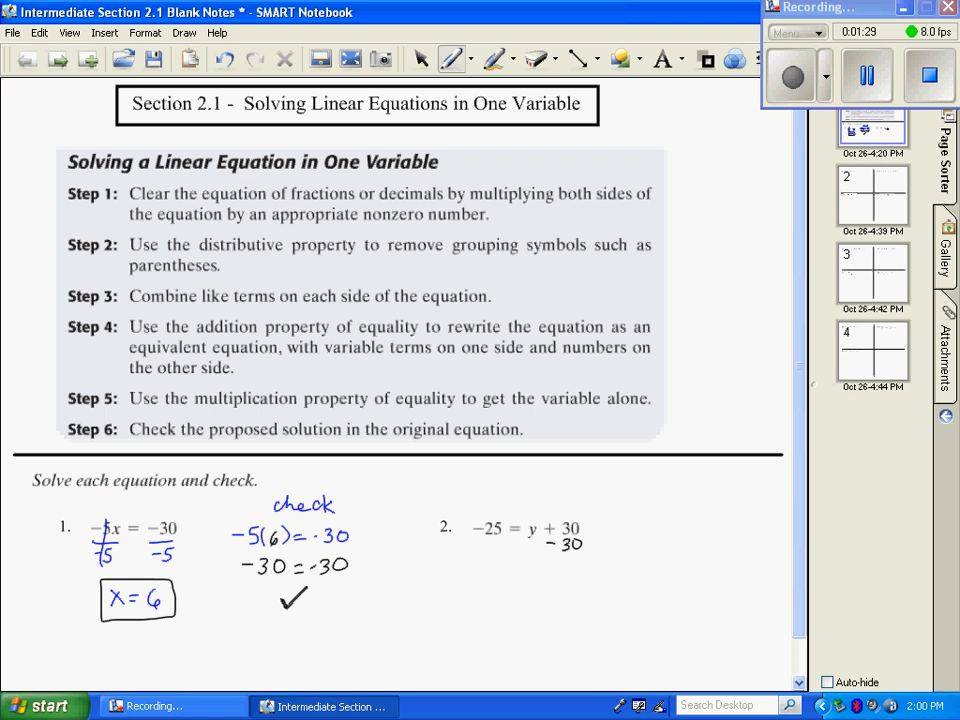 Intermediate Section 2.1 Blank Notes * - SMART Notebook
Recording...
File Edit View Insert Format Draw Help
Menu
0:01:29
8.0 fps
Section 2.1 - Solving Linear Equations in One Variable
Solving a Linear Equation in One Variable
Step 1: Clear the equation of fractions or decimals by multiplying both sides of
the equation by an appropriate nonzero number.
Step 2: Use the distributive property to remove grouping symbols such as
parentheses.
Step 3: Combine like terms on each side of the equation.
Step 4: Use the addition property of equality to rewrite the equation as an
equivalent equation, with variable terms on one side and numbers on
the other side.
Step 5: Use the multiplication property of equality to get the variable alone.
Step 6: Check the proposed solution in the original equation.
Solve each equation and check.
check
1. -5x = -30
-5 -5
x = 6
-5(6) = -30
-30 = -30
✓
2. -25 = y + 30
- 30
Oct 26-4:20 PM
2
Oct 26-4:39 PM
3
Oct 26-4:42 PM
4
Oct 26-4:44 PM
Page Sorter
Gallery
Attachments
Auto-hide
start
Recording...
Intermediate Section ...
Search Desktop
2:00 PM